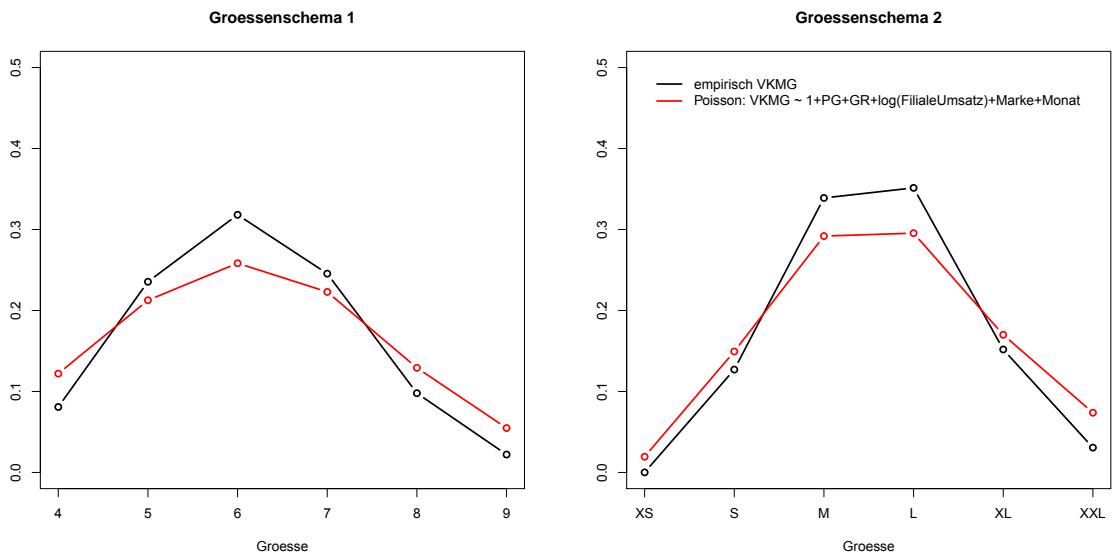 Groessenschema 1
0.5
0.4
0.3
0.2
0.1
0.0
4 5 6 7 8 9
Groesse
Groessenschema 2
empirisch VKMG
Poisson: VKMG ~ 1+PG+GR+log(FilialeUmsatz)+Marke+Monat
0.5
0.4
0.3
0.2
0.1
0.0
XS S M L XL XXL
Groesse